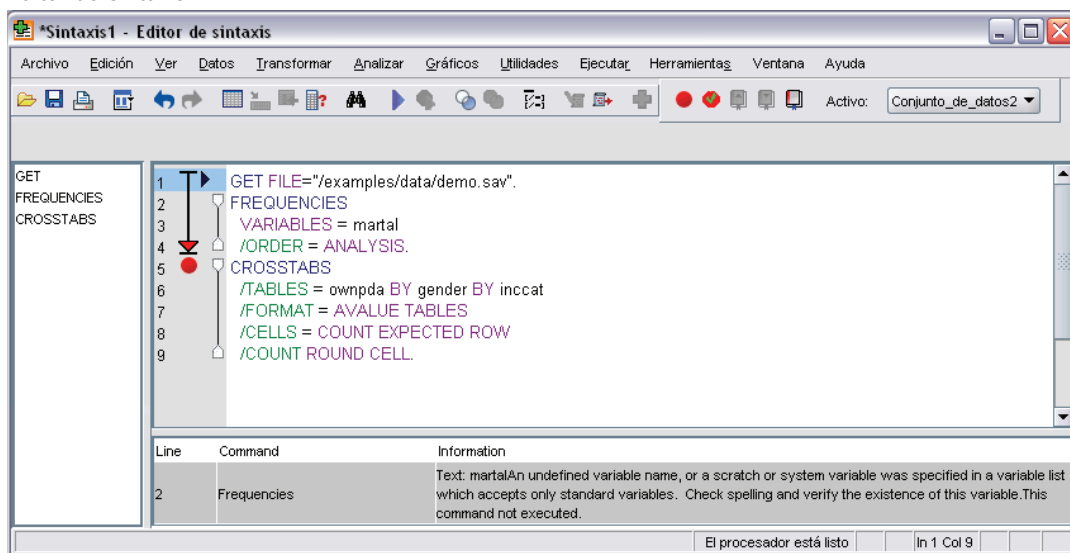 *Sintaxis1 - Editor de sintaxis
Archivo Edición Ver Datos Transformar Analizar Gráficos Utilidades Ejecutar Herramientas Ventana Ayuda
Activo: Conjunto_de_datos2
GET
FREQUENCIES
CROSSTABS
1 GET FILE="/examples/data/demo.sav".
2 FREQUENCIES
3 VARIABLES = martal
4 /ORDER = ANALYSIS.
5 CROSSTABS
6 /TABLES = ownpda BY gender BY inccat
7 /FORMAT = AVALUE TABLES
8 /CELLS = COUNT EXPECTED ROW
9 /COUNT ROUND CELL.
Line Command Information
2 Frequencies Text: martalAn undefined variable name, or a scratch or system variable was specified in a variable list
which accepts only standard variables. Check spelling and verify the existence of this variable.This
command not executed.
El procesador está listo In 1 Col 9